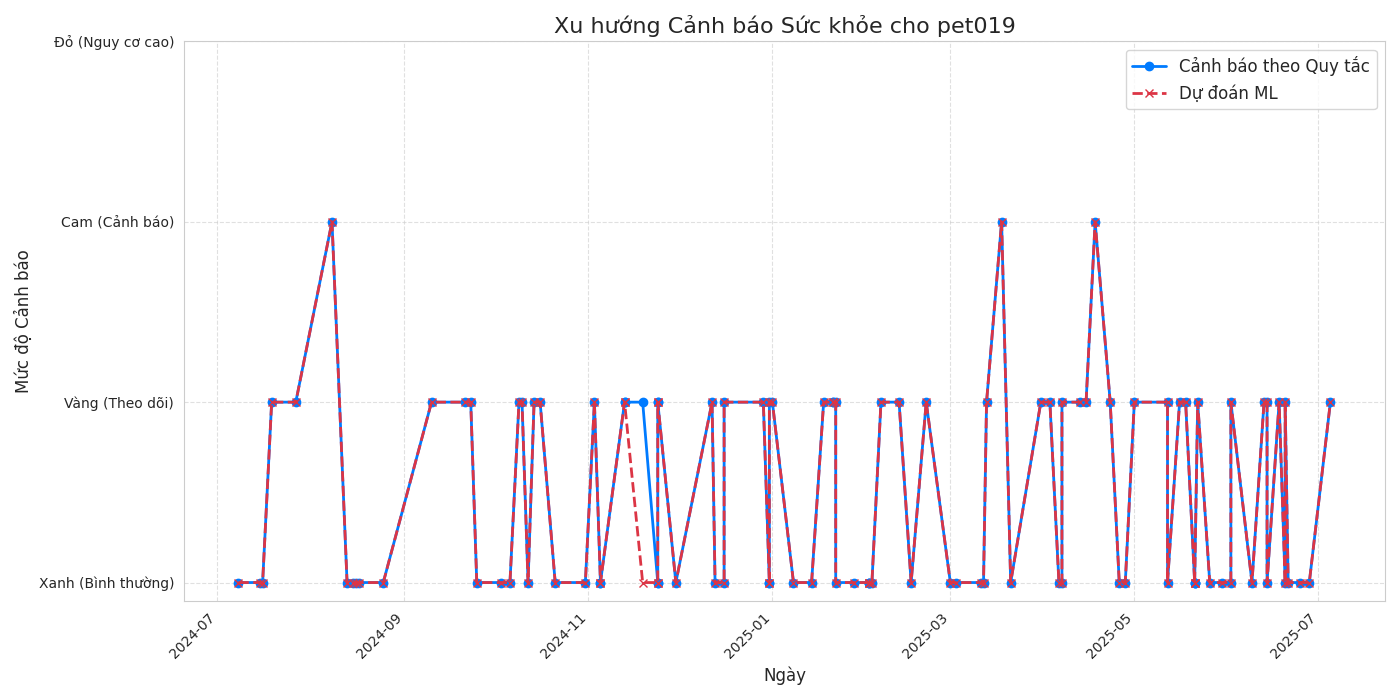 Xu hướng Cảnh báo Sức khỏe cho pet019
Đỏ (Nguy cơ cao)
Cam (Cảnh báo)
Vàng (Theo dõi)
Xanh (Bình thường)
Mức độ Cảnh báo
Cảnh báo theo Quy tắc
Dự đoán ML
2024-07
2024-09
2024-11
2025-01
2025-03
2025-05
2025-07
Ngày